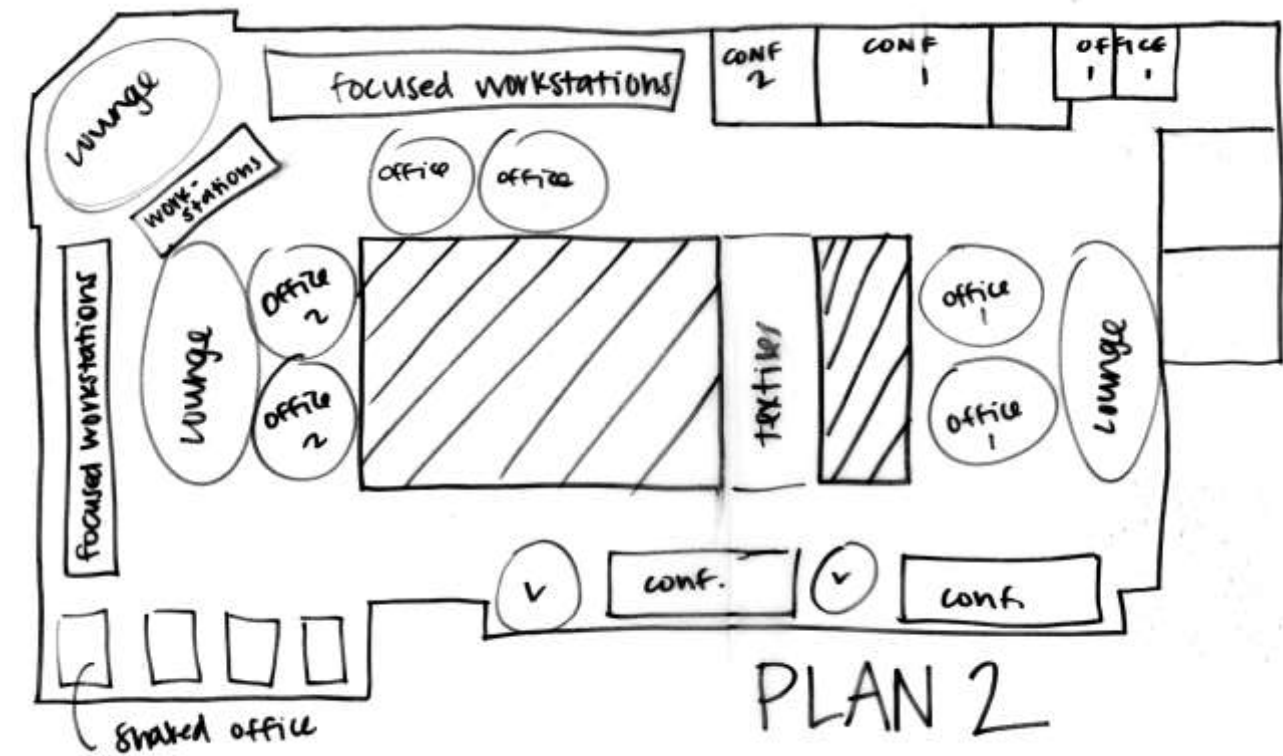 lounge
work-
stations
focused workstations
CONF
2
CONF
1
OFFICE
1
1
office
office
focused workstations
lounge
office
2
office
2
textiles
office
1
office
1
lounge
V
conf.
V
conf.
shared office
PLAN 2